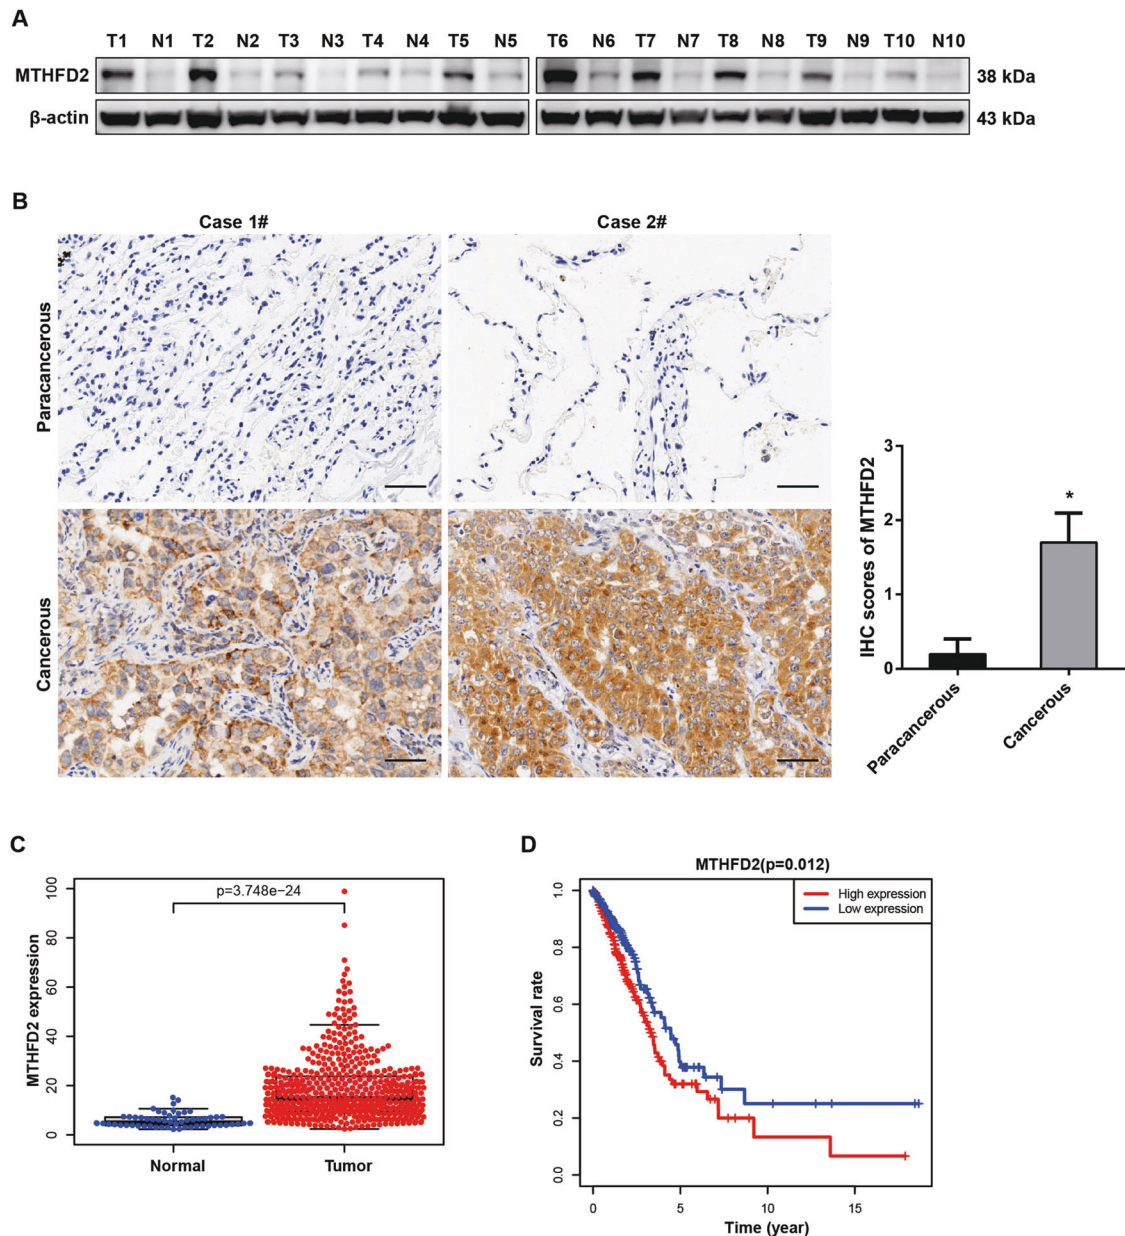 A
T1 N1 T2 N2 T3 N3 T4 N4 T5 N5 T6 N6 T7 N7 T8 N8 T9 N9 T10 N10
MTHFD2 38 kDa
β-actin 43 kDa
B
Case 1# Case 2#
Paracancerous
Cancerous
IHC scores of MTHFD2
3
2
1
0
*
Paracancerous
Cancerous
C
MTHFD2 expression
100
80
60
40
20
0
p=3.748e−24
Normal Tumor
D
MTHFD2(p=0.012)
High expression
Low expression
Survival rate
1.0
0.8
0.6
0.4
0.2
0.0
0 5 10 15
Time (year)